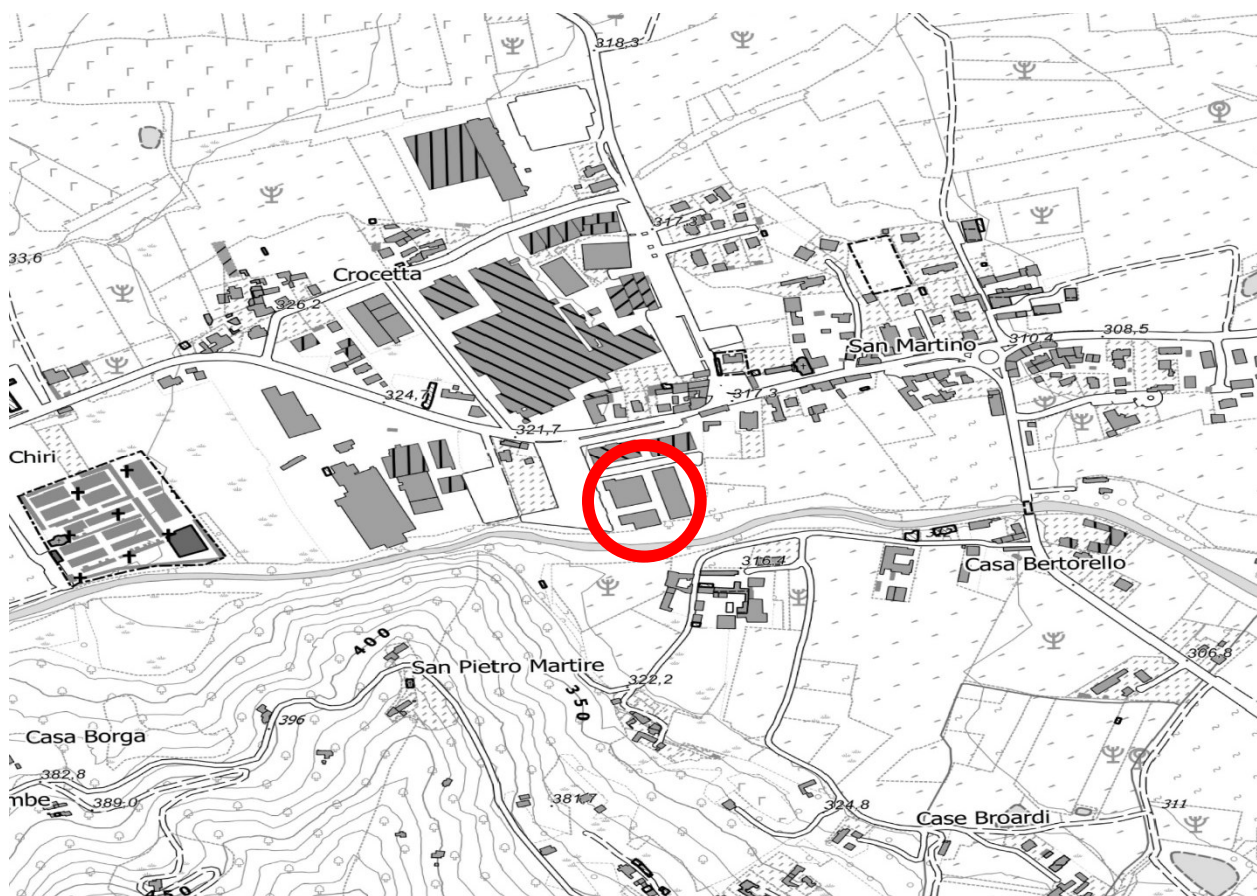 318,3
317,3
33,6
Crocetta
326,2
308,5
310,4
San Martino
324,7
317,3
321,7
Chiri
316,4
Casa Bertorello
400
San Pietro Martire
306,8
322,2
350
396
Casa Borga
382,8
389,0
mbe
381,7
324,8
Case Broardi
311
450